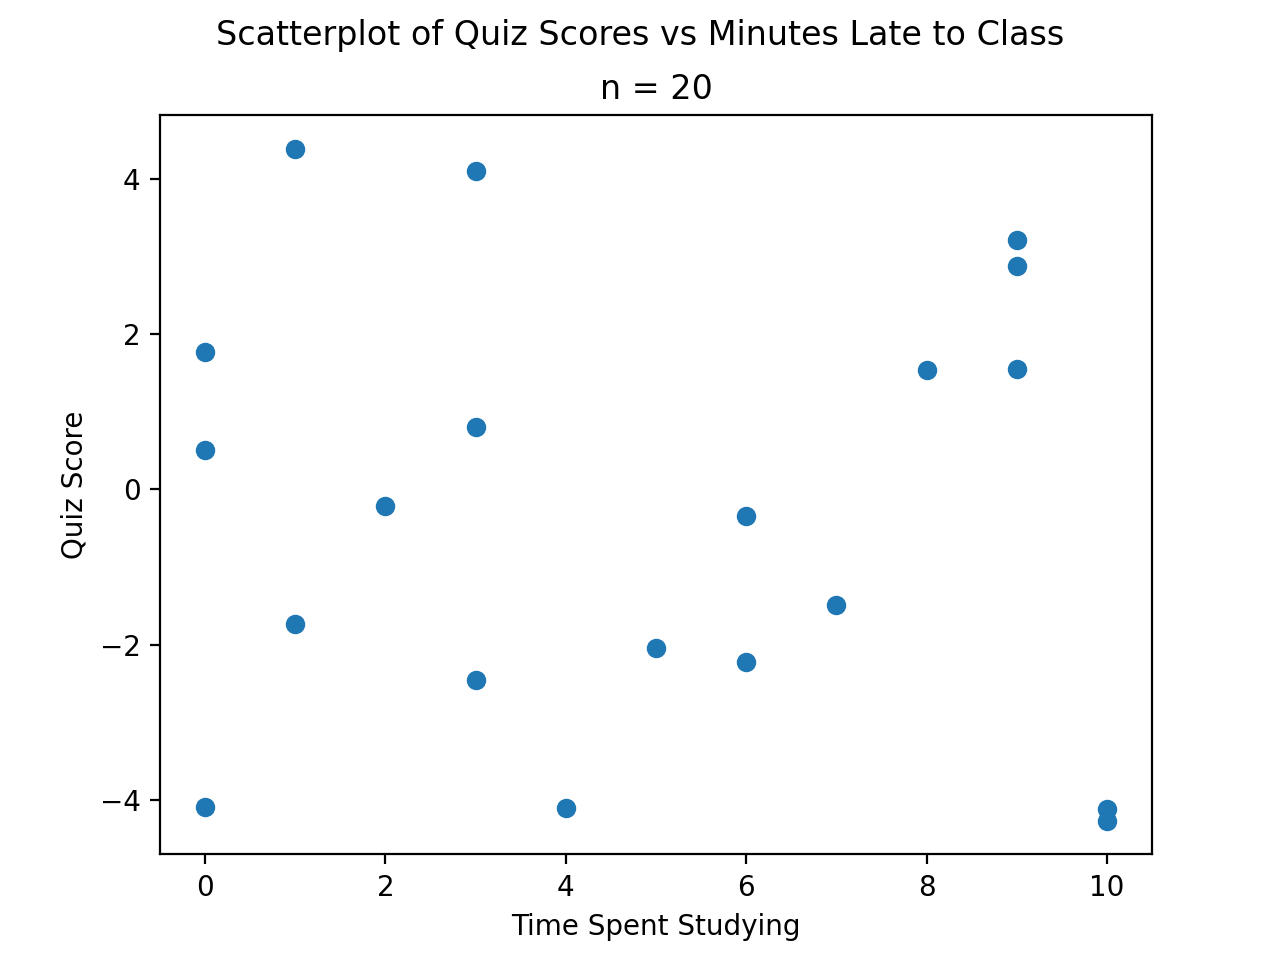 Scatterplot of Quiz Scores vs Minutes Late to Class
n = 20
4
2
0
−2
−4
Quiz Score
0 2 4 6 8 10
Time Spent Studying